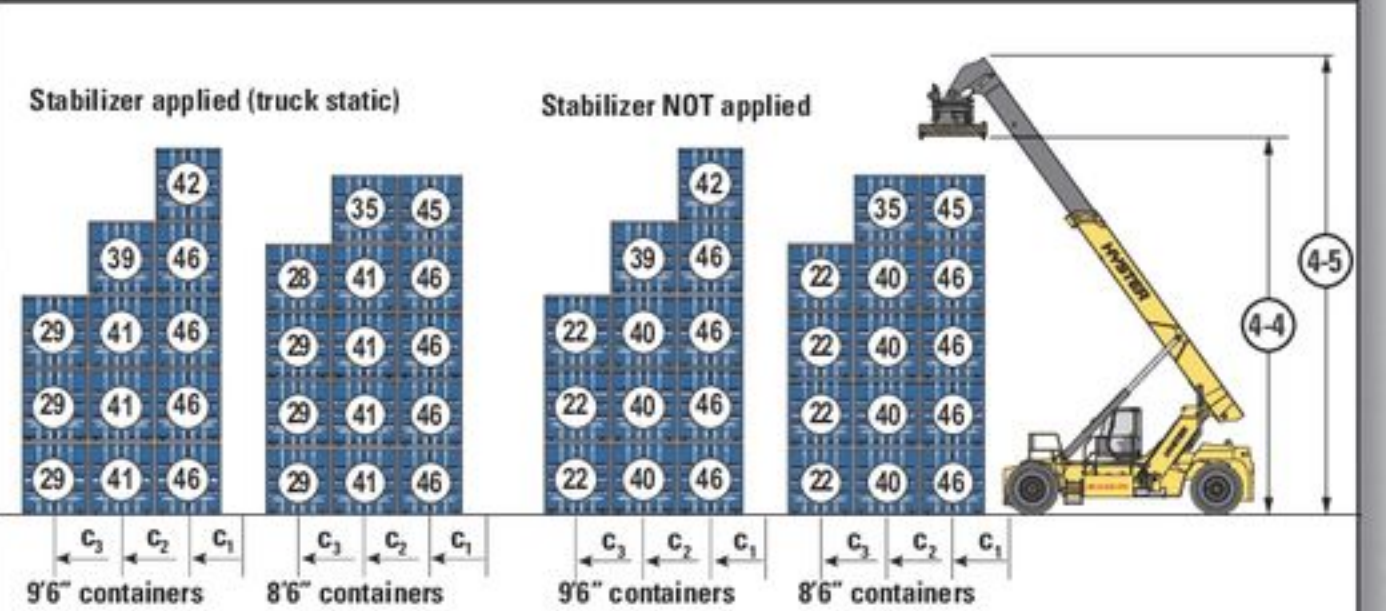 Stabilizer applied (truck static)
Stabilizer NOT applied
42
39 46
29 41 46
29 41 46
29 41 46
35 45
28 41 46
29 41 46
29 41 46
29 41 46
42
39 46
22 40 46
22 40 46
22 40 46
35 45
22 40 46
22 40 46
22 40 46
22 40 46
HYSTER
4-5
4-4
C₃ C₂ C₁
C₃ C₂ C₁
C₃ C₂ C₁
C₃ C₂ C₁
9'6" containers
8'6" containers
9'6" containers
8'6" containers